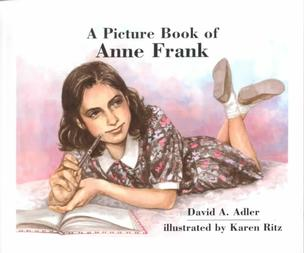 A Picture Book of
Anne Frank
David A. Adler
illustrated by Karen Ritz